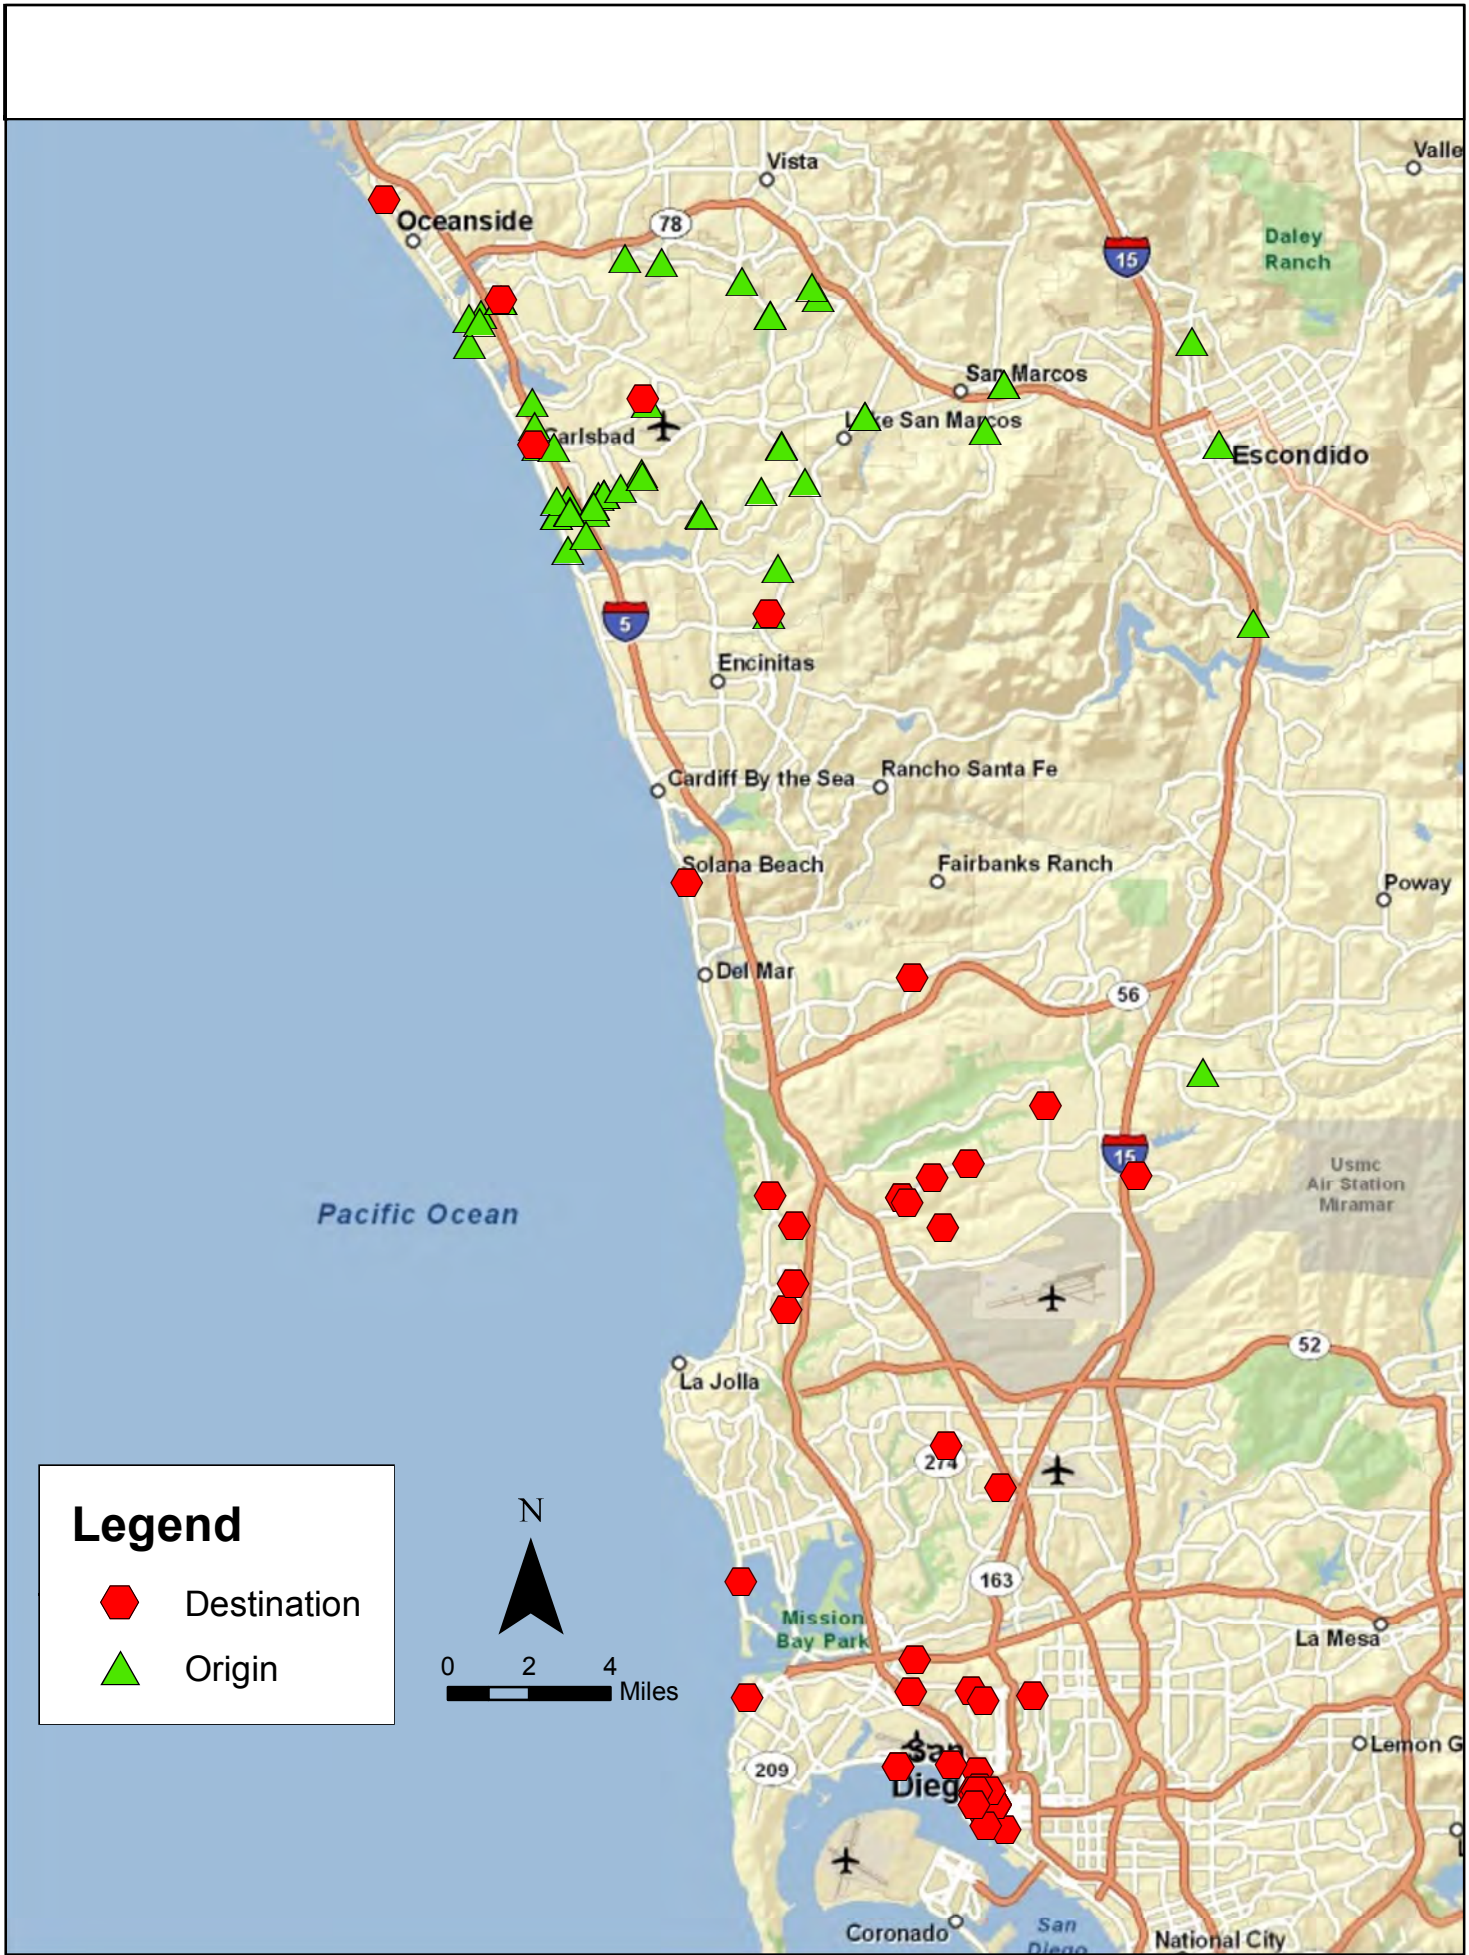 Vista
Valle
Oceanside
78
Daley
Ranch
15
San Marcos
Lake San Marcos
Carlsbad
Escondido
5
Encinitas
Cardiff By the Sea
Rancho Santa Fe
Solana Beach
Fairbanks Ranch
Poway
Del Mar
56
15
Usmc
Air Station
Miramar
Pacific Ocean
52
La Jolla
274
Legend
Destination
Origin
N
0 2 4
Miles
163
Mission
Bay Park
La Mesa
209
San
Dieg
Lemon G
Coronado
San
Diego
National City